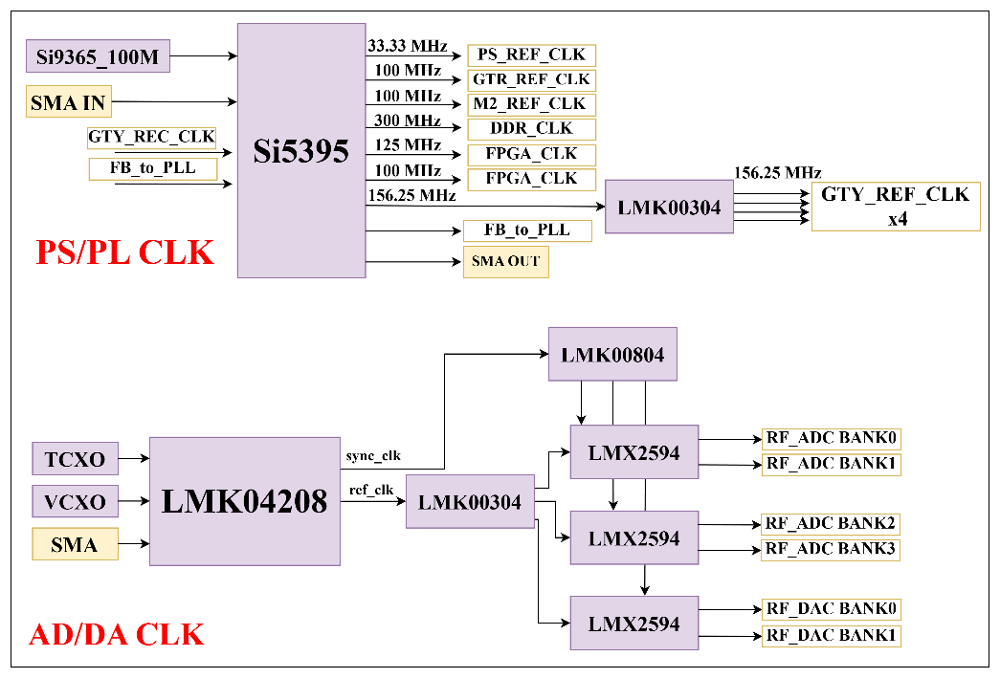 Si9365_100M
SMA IN
GTY_REC_CLK
FB_to_PLL
Si5395
33.33 MHz
PS_REF_CLK
100 MHz
GTR_REF_CLK
100 MHz
M2_REF_CLK
300 MHz
DDR_CLK
125 MHz
FPGA_CLK
100 MHz
FPGA_CLK
156.25 MHz
LMK00304
156.25 MHz
GTY_REF_CLK
x4
FB_to_PLL
SMA OUT
PS/PL CLK
LMK00804
TCXO
VCXO
SMA
LMK04208
sync_clk
ref_clk
LMK00304
LMX2594
RF_ADC BANK0
RF_ADC BANK1
LMX2594
RF_ADC BANK2
RF_ADC BANK3
LMX2594
RF_DAC BANK0
RF_DAC BANK1
AD/DA CLK